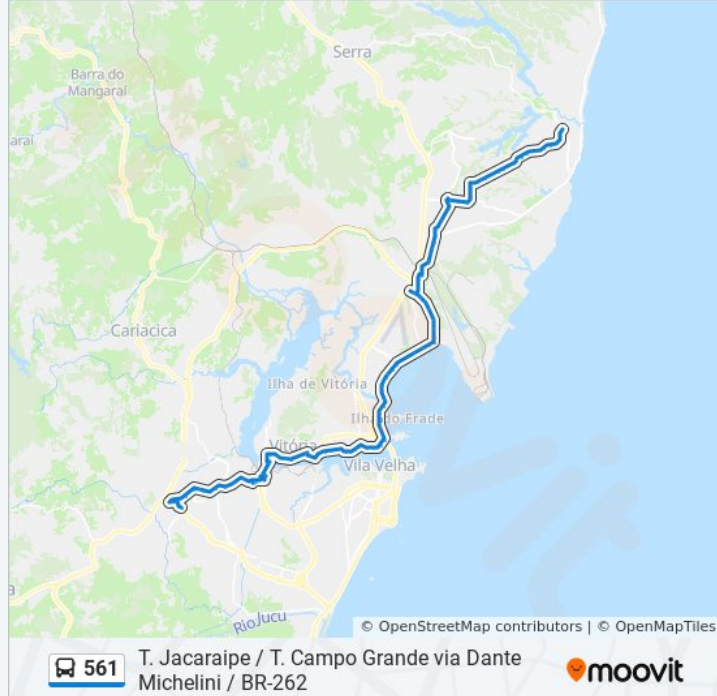 Serra
Barra do
Mangaraí
araí
Cariacica
Ilha de Vitória
Ilha do Frade
Vitória
Vila Velha
a
Rio Jucu
© OpenStreetMap contributors | © OpenMapTiles
561
T. Jacaraipe / T. Campo Grande via Dante
Michelini / BR-262
moovit